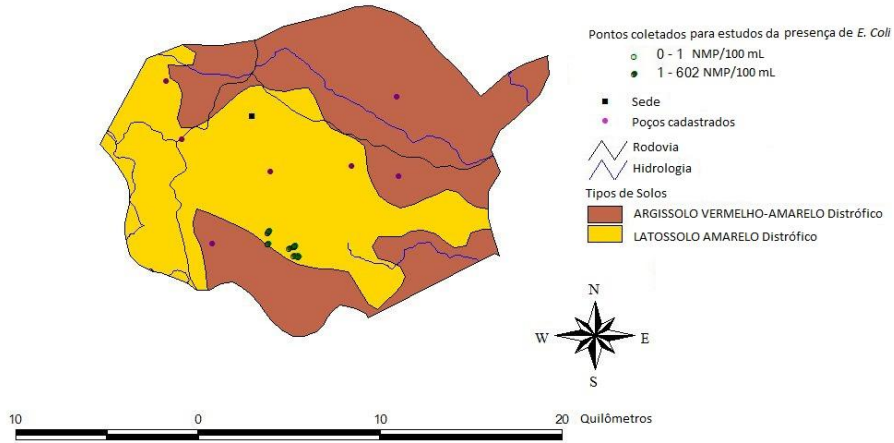 Pontos coletados para estudos da presença de E. Coli
0 - 1 NMP/100 mL
1 - 602 NMP/100 mL
Sede
Poços cadastrados
Rodovia
Hidrologia
Tipos de Solos
ARGISSOLO VERMELHO-AMARELO Distrófico
LATOSSOLO AMARELO Distrófico
N
W E
S
10 0 10 20 Quilômetros